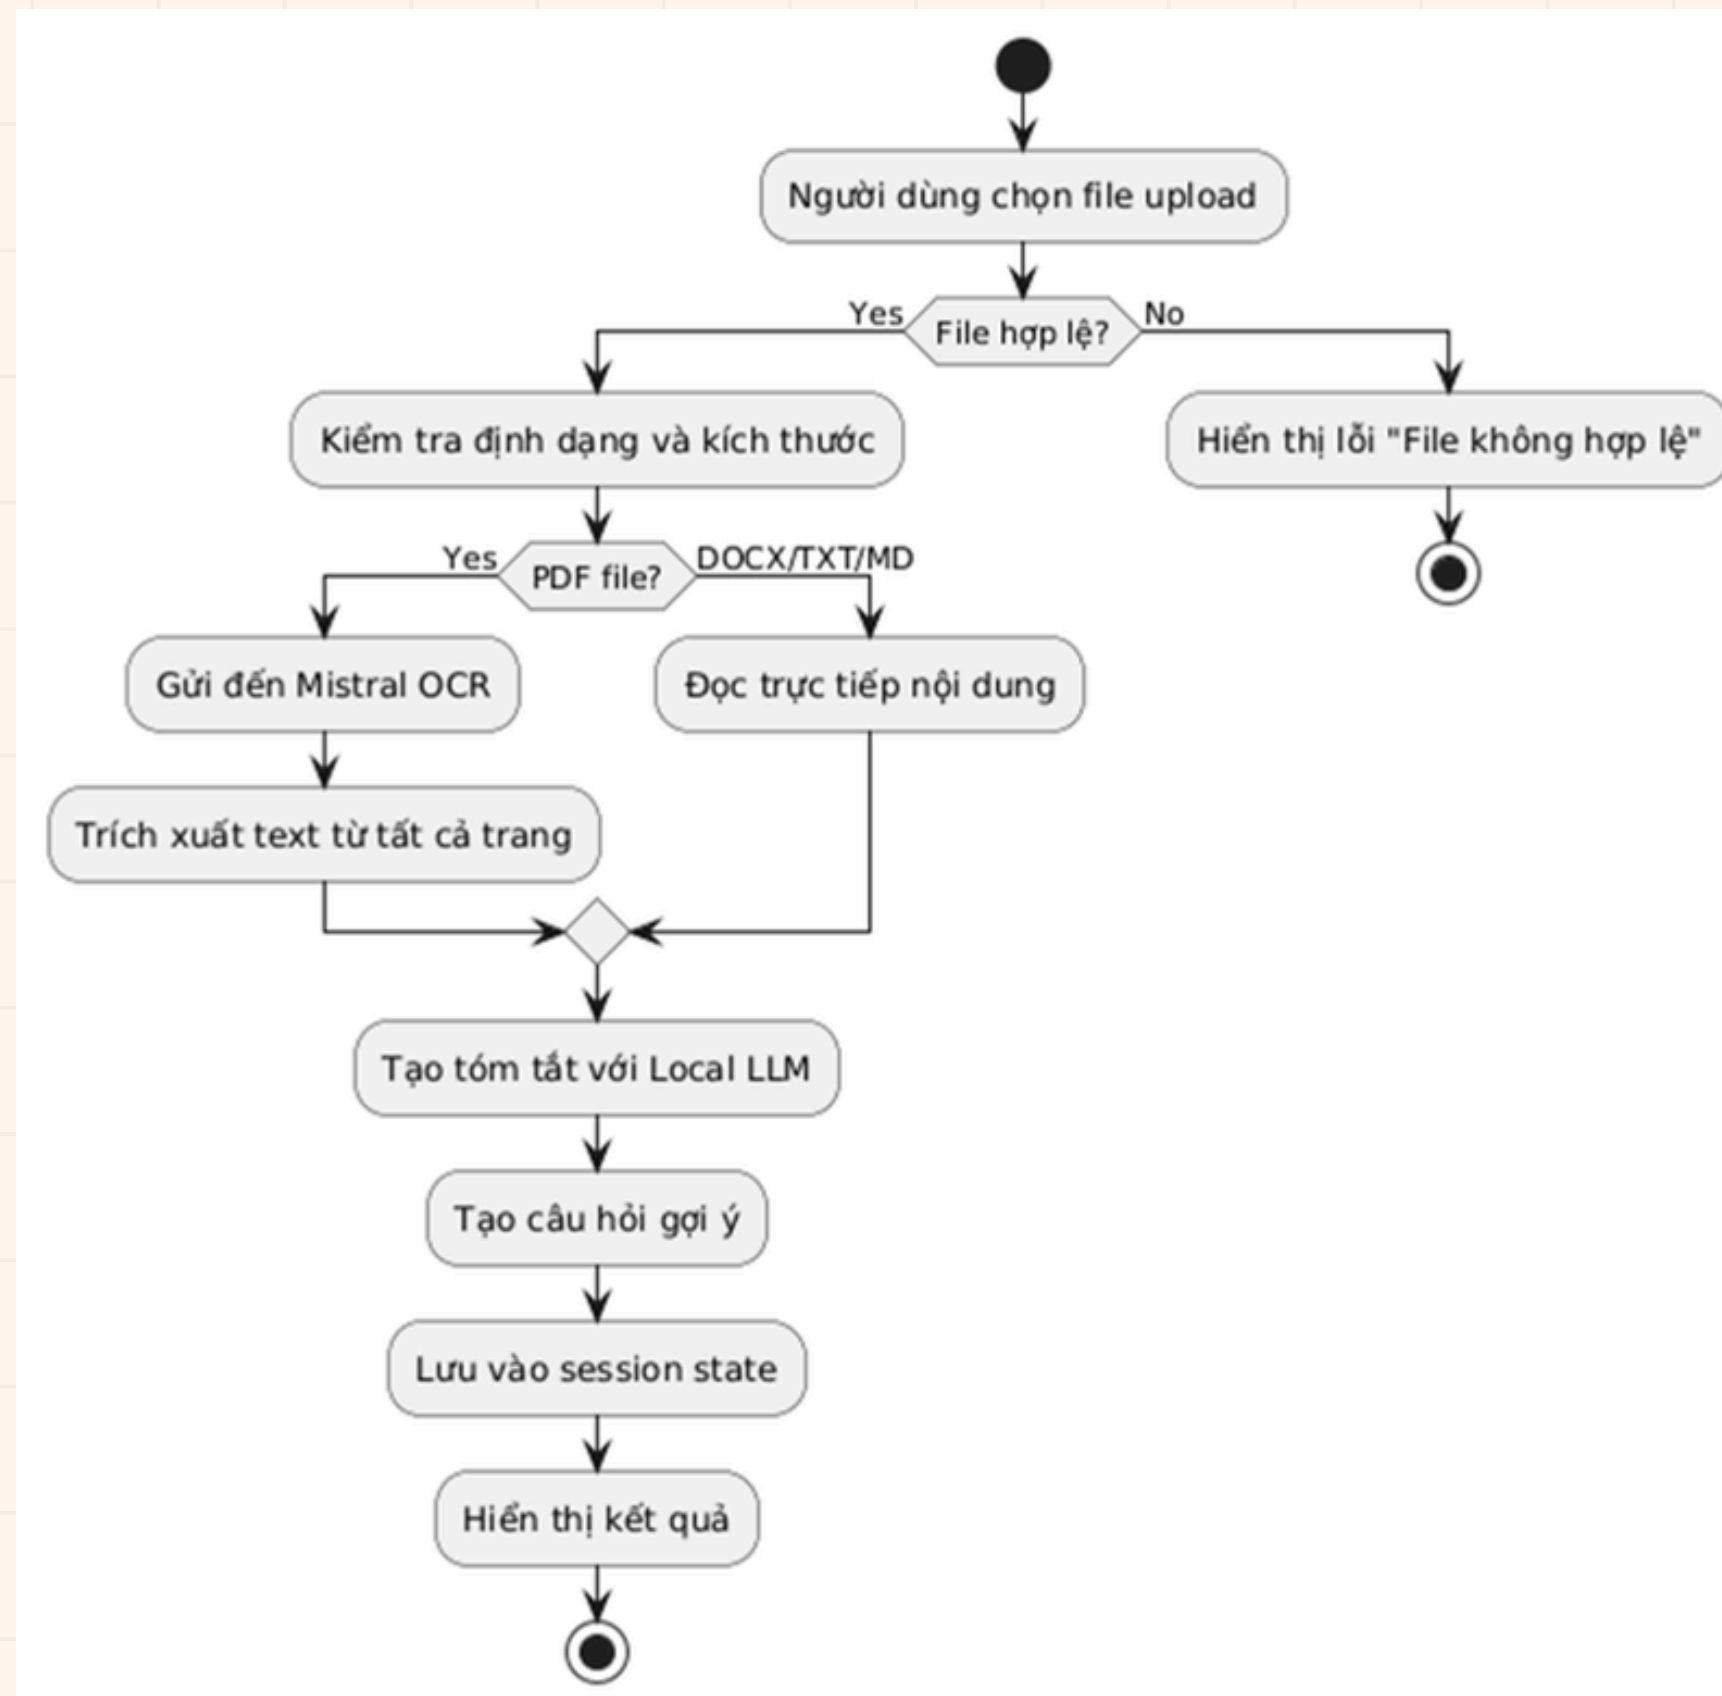 Người dùng chọn file upload
Yes
File hợp lệ?
No
Kiểm tra định dạng và kích thước
Hiển thị lỗi "File không hợp lệ"
Yes
PDF file?
DOCX/TXT/MD
Gửi đến Mistral OCR
Đọc trực tiếp nội dung
Trích xuất text từ tất cả trang
Tạo tóm tắt với Local LLM
Tạo câu hỏi gợi ý
Lưu vào session state
Hiển thị kết quả